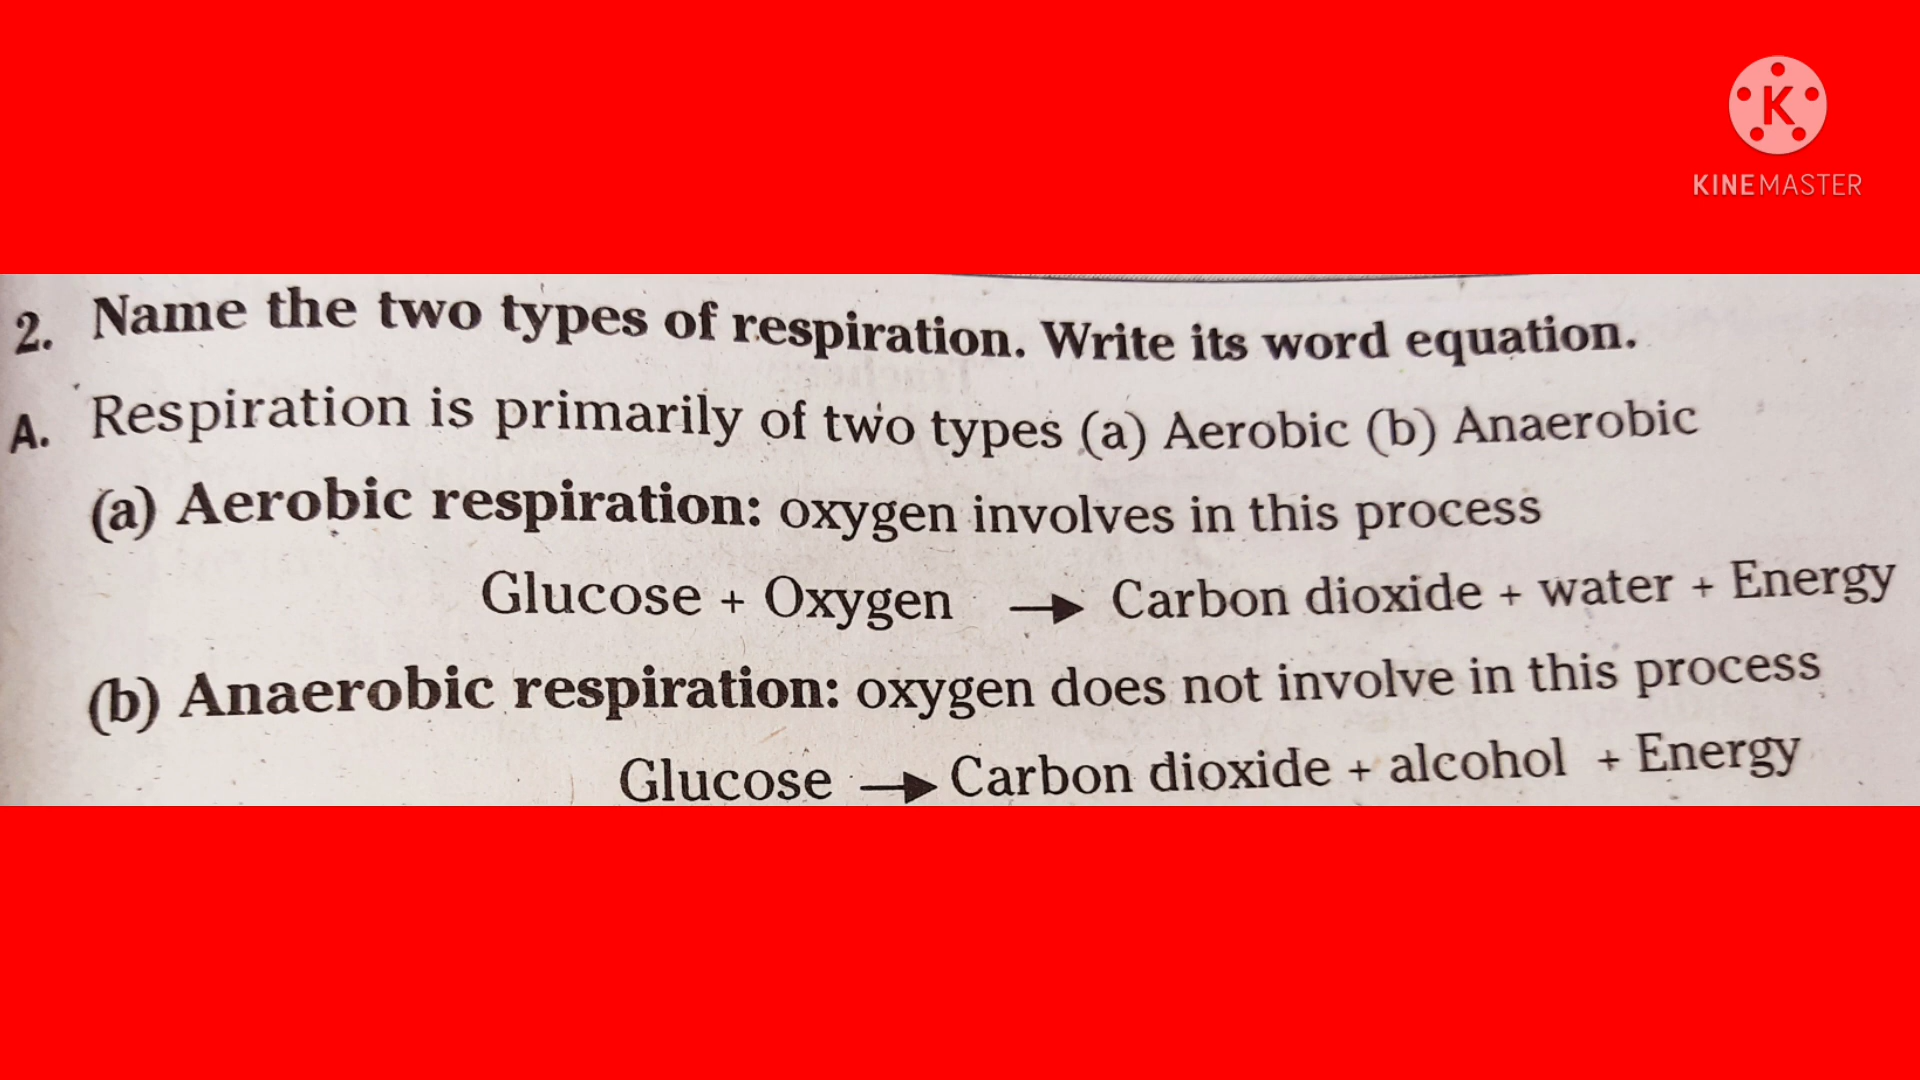 K
KINEMASTER
2. Name the two types of respiration. Write its word equation.
A. Respiration is primarily of two types (a) Aerobic (b) Anaerobic
(a) Aerobic respiration: oxygen involves in this process
Glucose + Oxygen → Carbon dioxide + water + Energy
(b) Anaerobic respiration: oxygen does not involve in this process
Glucose → Carbon dioxide + alcohol + Energy